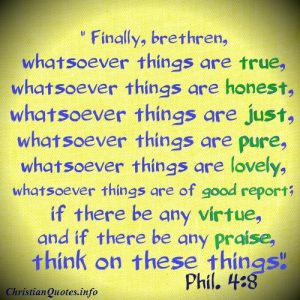 " Finally, brethren,
whatsoever things are true,
whatsoever things are honest,
whatsoever things are just,
whatsoever things are pure,
whatsoever things are lovely,
whatsoever things are of good report;
if there be any virtue,
and if there be any praise,
think on these things."
Phil. 4:8
ChristianQuotes.info